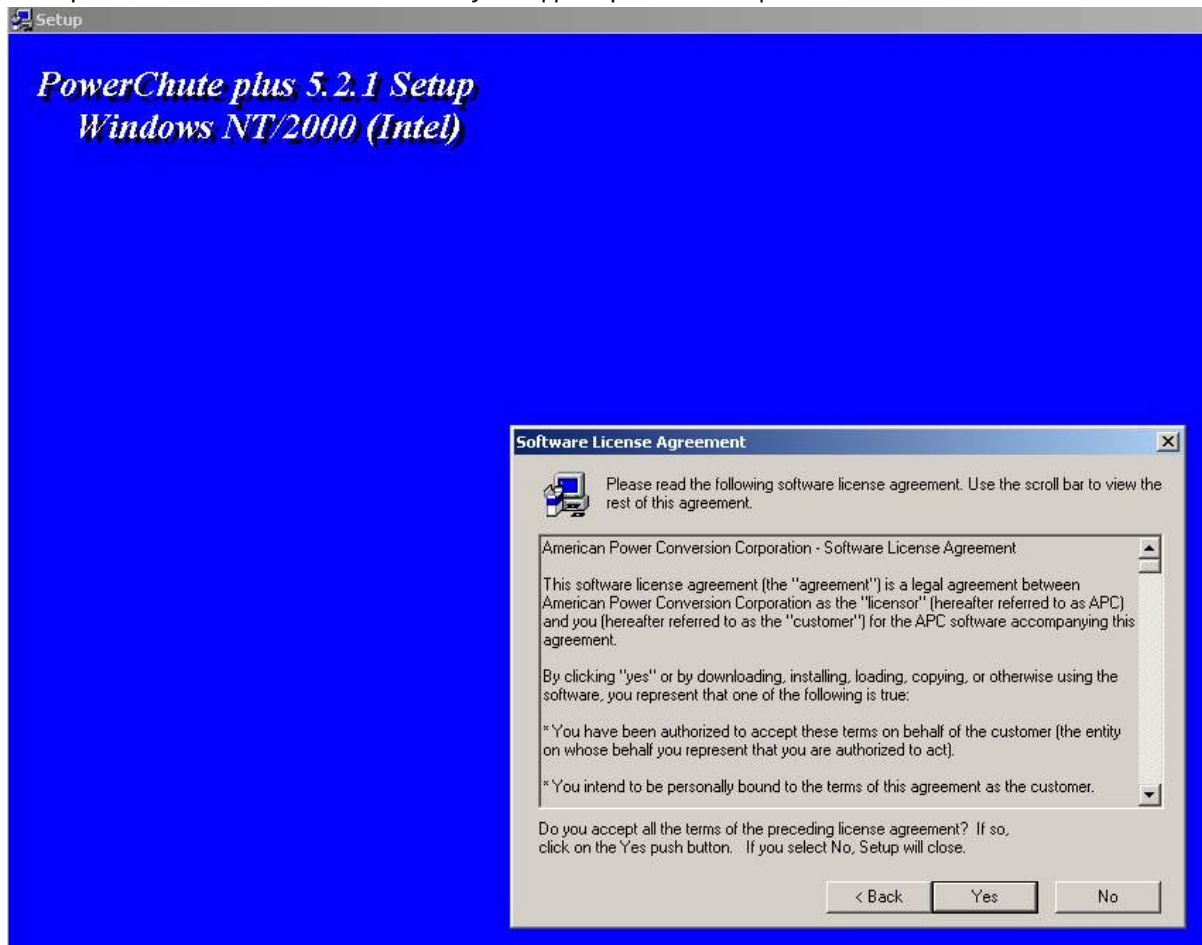 Setup
PowerChute plus 5.2.1 Setup
Windows NT/2000 (Intel)
Software License Agreement
Please read the following software license agreement. Use the scroll bar to view the
rest of this agreement.
American Power Conversion Corporation - Software License Agreement
This software license agreement (the "agreement") is a legal agreement between
American Power Conversion Corporation as the "licensor" (hereafter referred to as APC)
and you (hereafter referred to as the "customer") for the APC software accompanying this
agreement.
By clicking "yes" or by downloading, installing, loading, copying, or otherwise using the
software, you represent that one of the following is true:
* You have been authorized to accept these terms on behalf of the customer (the entity
on whose behalf you represent that you are authorized to act).
* You intend to be personally bound to the terms of this agreement as the customer.
Do you accept all the terms of the preceding license agreement? If so,
click on the Yes push button. If you select No, Setup will close.
< Back Yes No